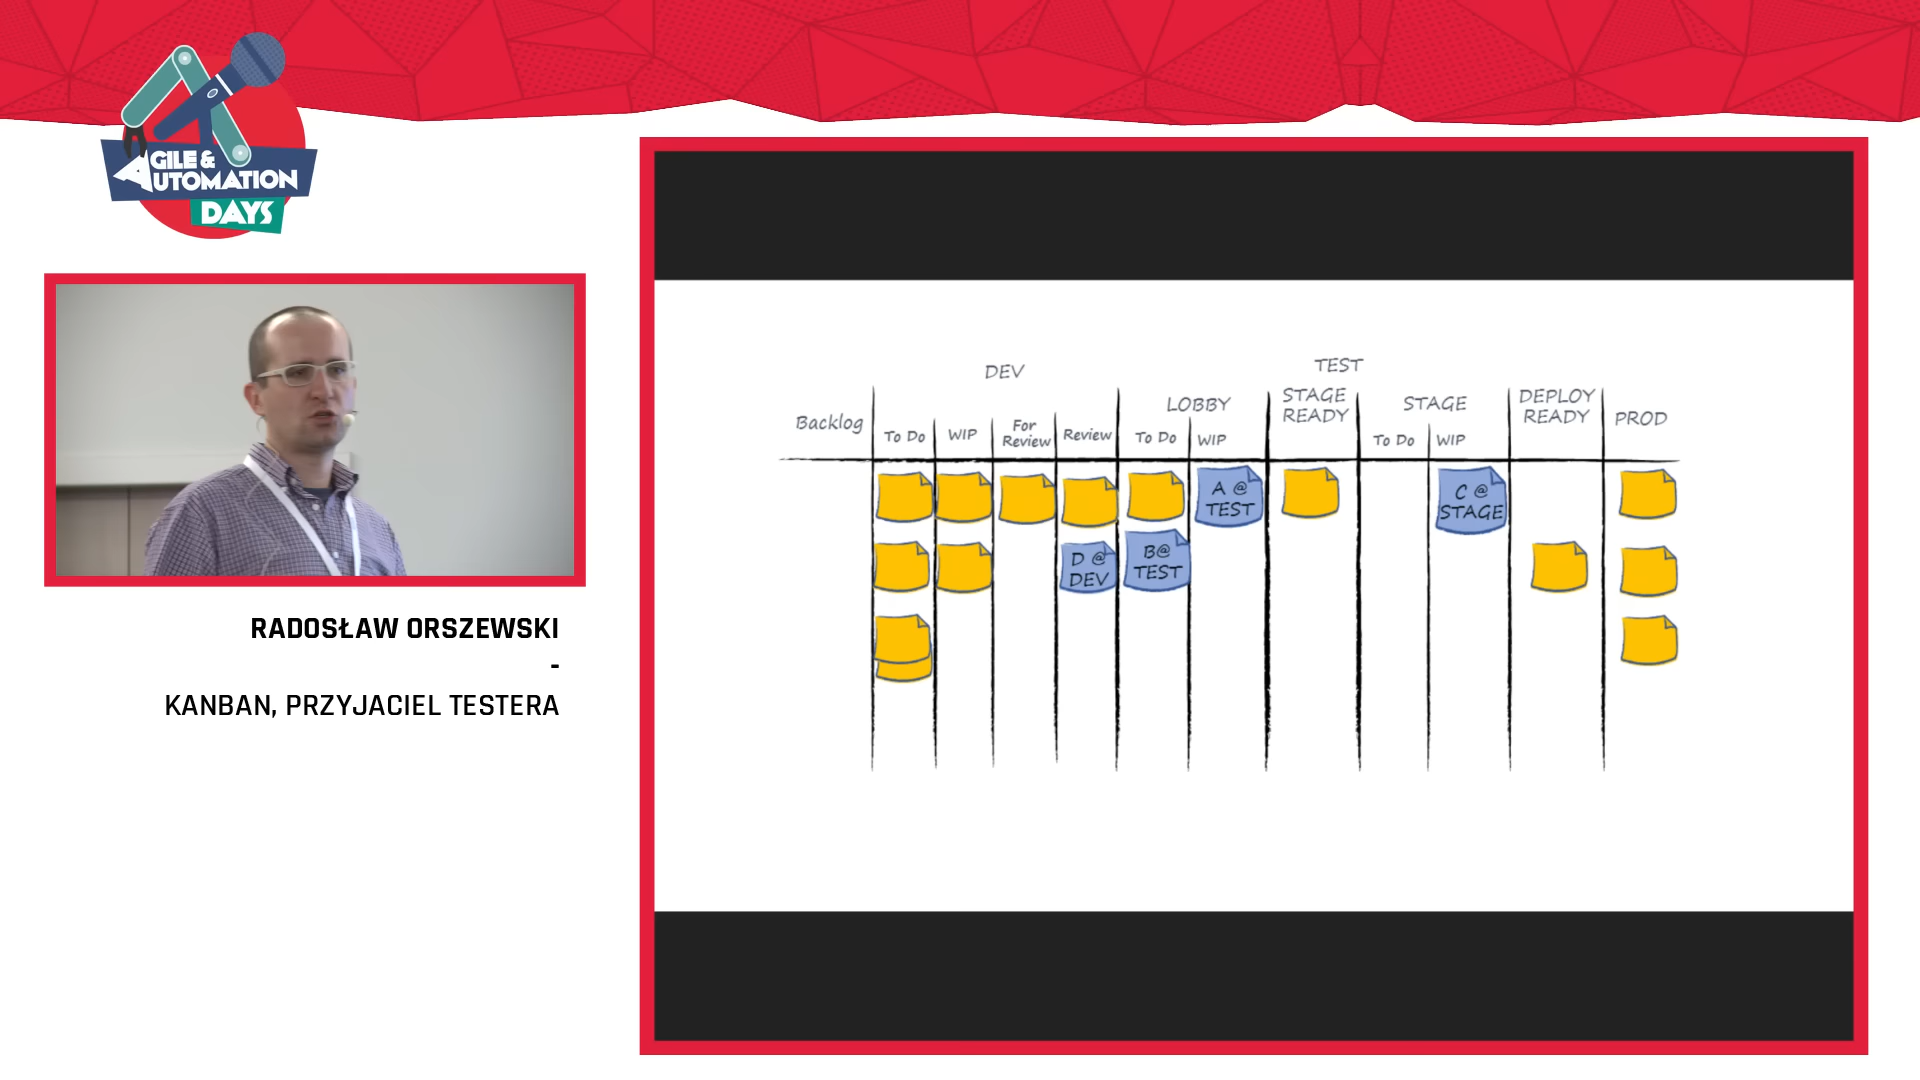 AGILE &
AUTOMATION
DAYS
RADOSŁAW ORSZEWSKI
-
KANBAN, PRZYJACIEL TESTERA
DEV
TEST
Backlog
To Do
WIP
For
Review
Review
LOBBY
To Do
WIP
STAGE
READY
STAGE
To Do
WIP
DEPLOY
READY
PROD
A @
TEST
C @
STAGE
D @
DEV
B@
TEST